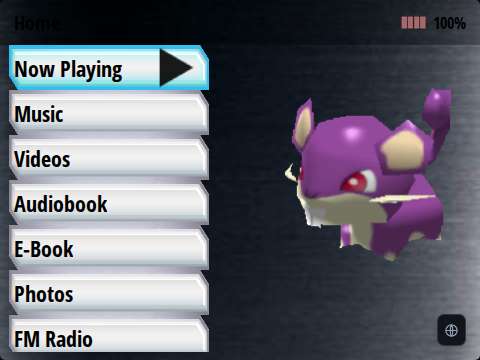 Home
100%
Now Playing
Music
Videos
Audiobook
E-Book
Photos
FM Radio